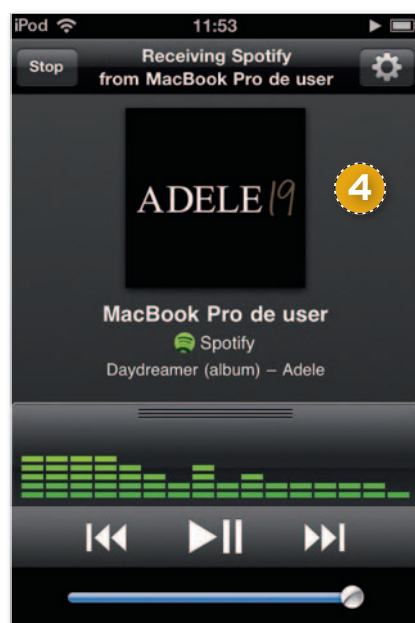 iPod 11:53
Stop
Receiving Spotify
from MacBook Pro de user
ADELE 19
4
MacBook Pro de user
Spotify
Daydreamer (album) – Adele